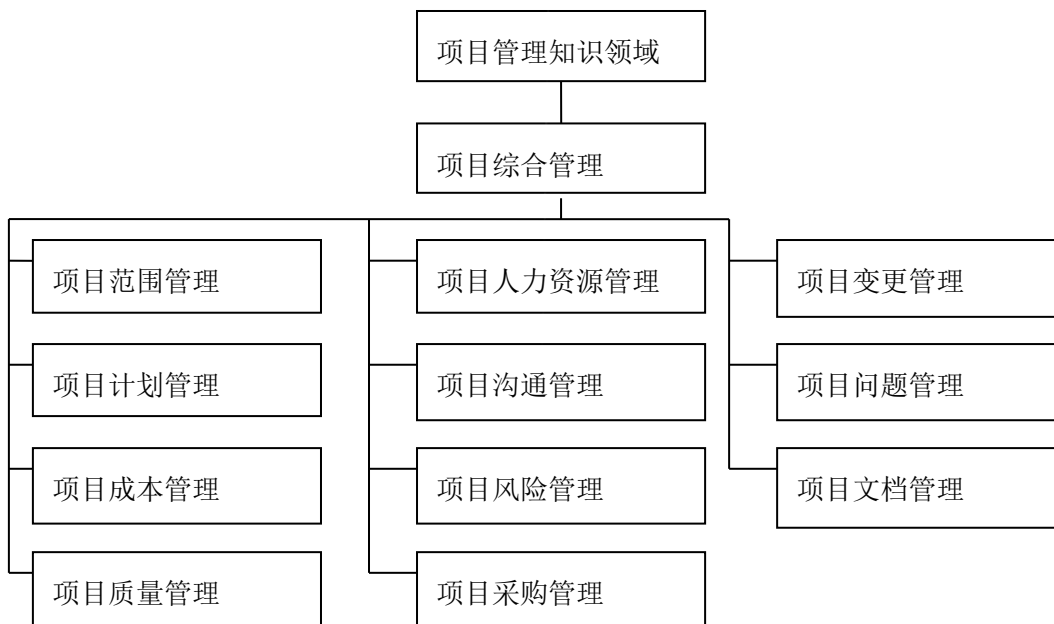 项目管理知识领域
项目综合管理
项目范围管理
项目人力资源管理
项目变更管理
项目计划管理
项目沟通管理
项目问题管理
项目成本管理
项目风险管理
项目文档管理
项目质量管理
项目采购管理